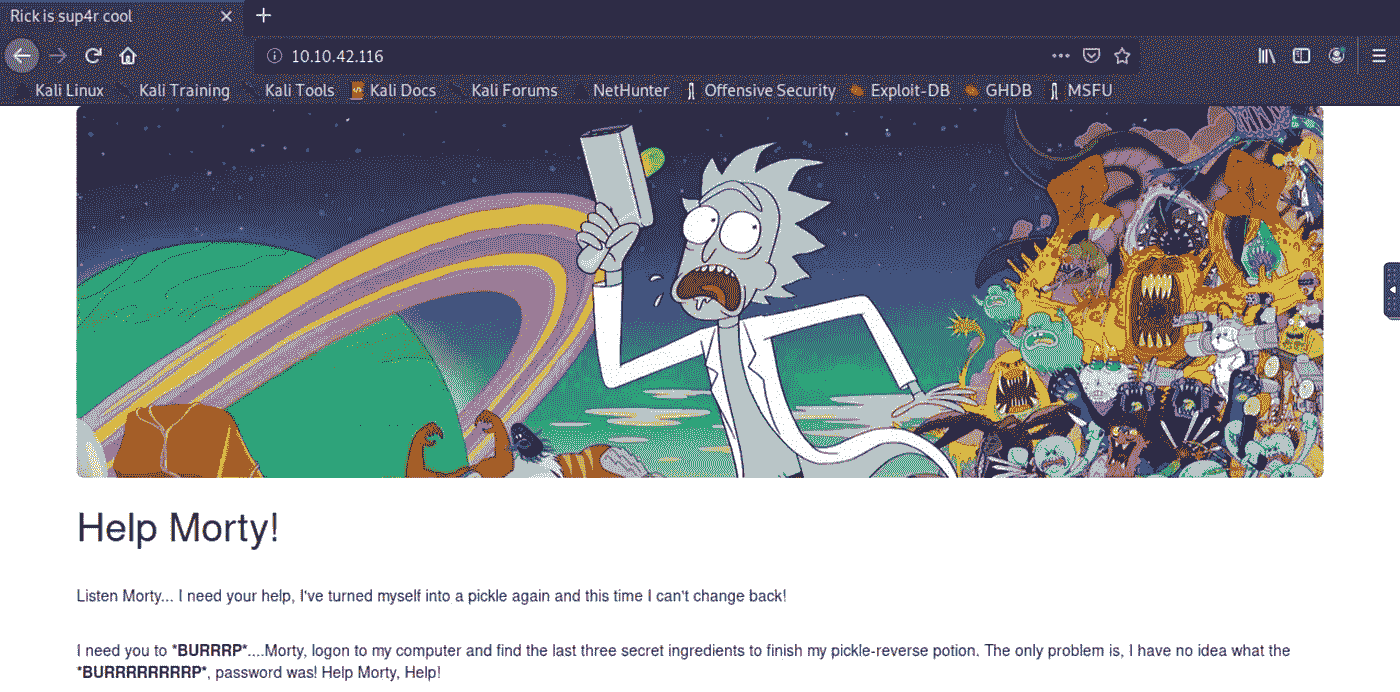 Rick is sup4r cool
10.10.42.116
Kali Linux Kali Training Kali Tools Kali Docs Kali Forums NetHunter Offensive Security Exploit-DB GHDB MSFU
Help Morty!
Listen Morty... I need your help, I've turned myself into a pickle again and this time I can't change back!
I need you to *BURRRP*....Morty, logon to my computer and find the last three secret ingredients to finish my pickle-reverse potion. The only problem is, I have no idea what the
*BURRRRRRRRP*, password was! Help Morty, Help!